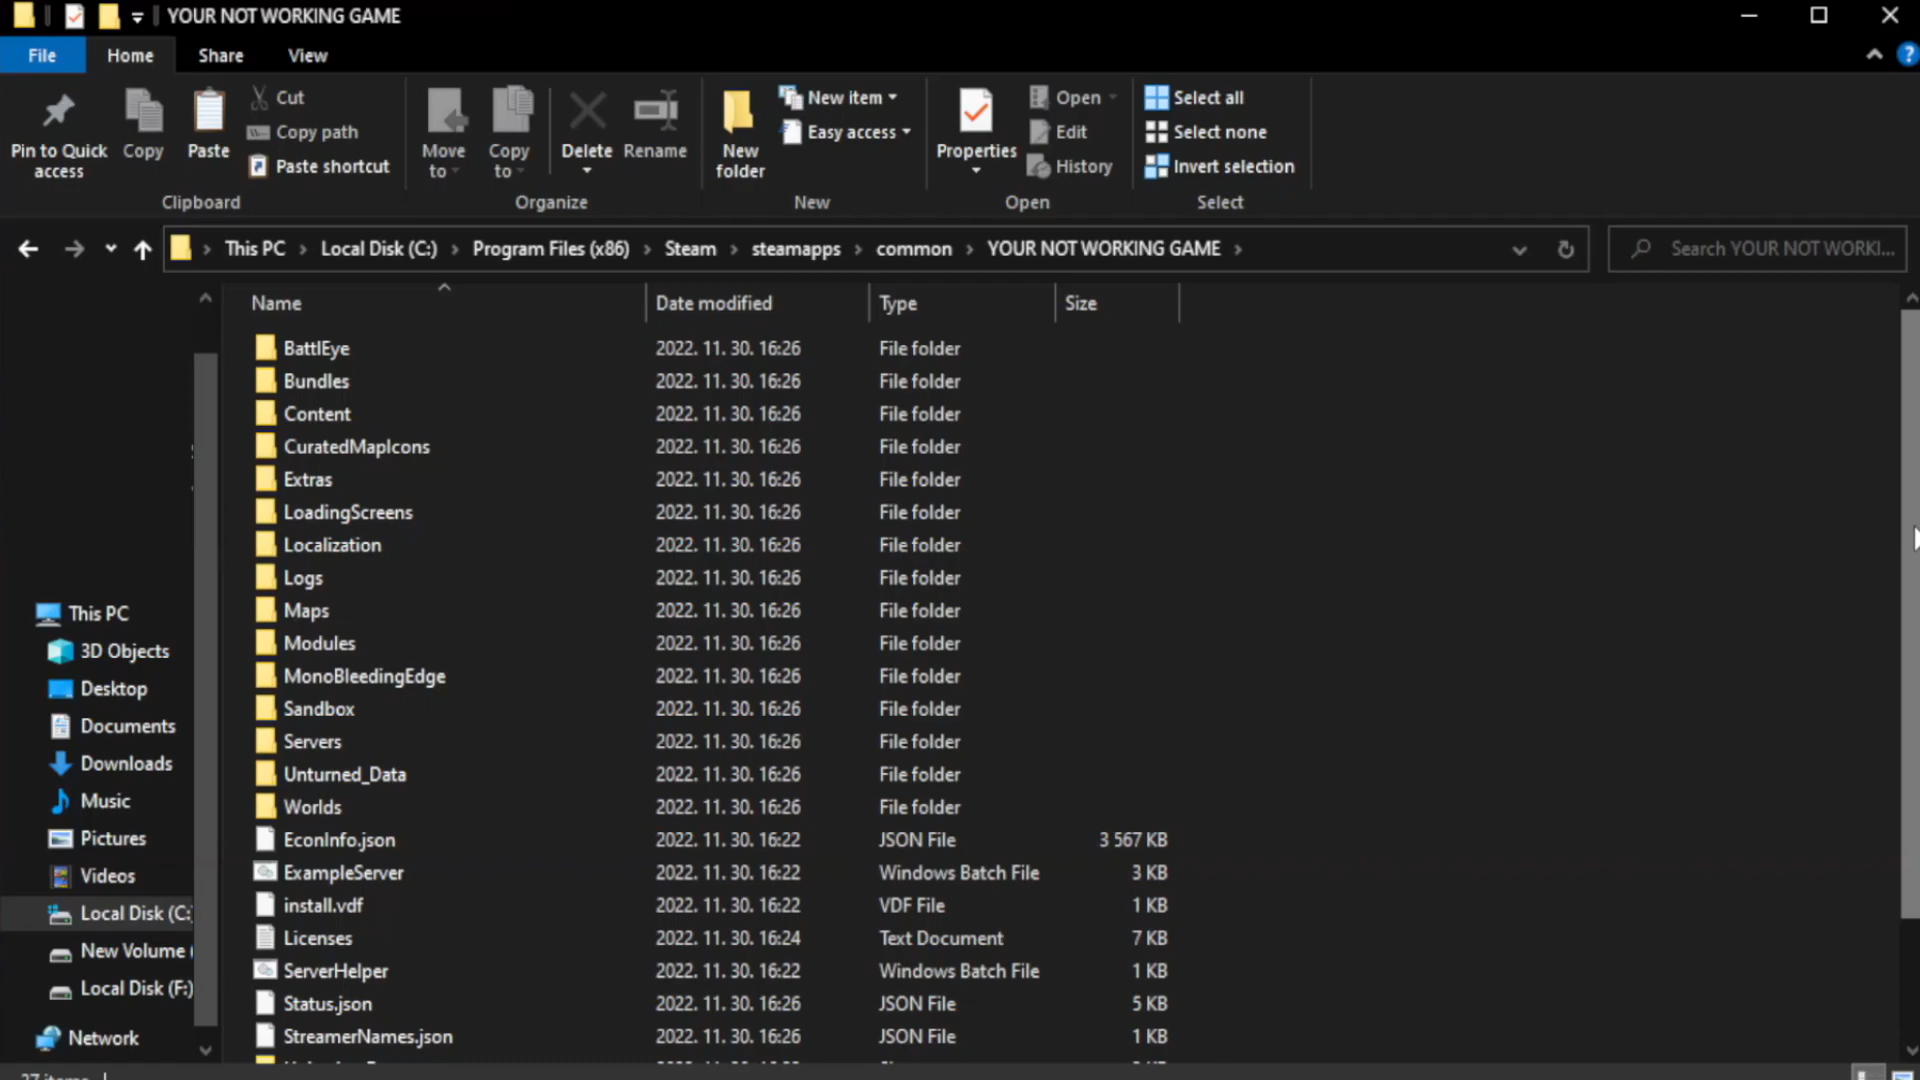 YOUR NOT WORKING GAME
File Home Share View
Pin to Quick access
Copy
Paste
Cut
Copy path
Paste shortcut
Move to
Copy to
Delete
Rename
New folder
New item
Easy access
Properties
Open
Edit
History
Select all
Select none
Invert selection
Clipboard Organize New Open Select
This PC > Local Disk (C:) > Program Files (x86) > Steam > steamapps > common > YOUR NOT WORKING GAME >
Search YOUR NOT WORKI...
Name Date modified Type Size
BattlEye 2022. 11. 30. 16:26 File folder
Bundles 2022. 11. 30. 16:26 File folder
Content 2022. 11. 30. 16:26 File folder
CuratedMapIcons 2022. 11. 30. 16:26 File folder
Extras 2022. 11. 30. 16:26 File folder
LoadingScreens 2022. 11. 30. 16:26 File folder
Localization 2022. 11. 30. 16:26 File folder
Logs 2022. 11. 30. 16:26 File folder
Maps 2022. 11. 30. 16:26 File folder
Modules 2022. 11. 30. 16:26 File folder
MonoBleedingEdge 2022. 11. 30. 16:26 File folder
Sandbox 2022. 11. 30. 16:26 File folder
Servers 2022. 11. 30. 16:26 File folder
Unturned_Data 2022. 11. 30. 16:26 File folder
Worlds 2022. 11. 30. 16:26 File folder
EconInfo.json 2022. 11. 30. 16:22 JSON File 3 567 KB
ExampleServer 2022. 11. 30. 16:22 Windows Batch File 3 KB
install.vdf 2022. 11. 30. 16:22 VDF File 1 KB
Licenses 2022. 11. 30. 16:24 Text Document 7 KB
ServerHelper 2022. 11. 30. 16:22 Windows Batch File 1 KB
Status.json 2022. 11. 30. 16:26 JSON File 5 KB
StreamerNames.json 2022. 11. 30. 16:26 JSON File 1 KB
This PC
3D Objects
Desktop
Documents
Downloads
Music
Pictures
Videos
Local Disk (C:
New Volume (
Local Disk (F:)
Network